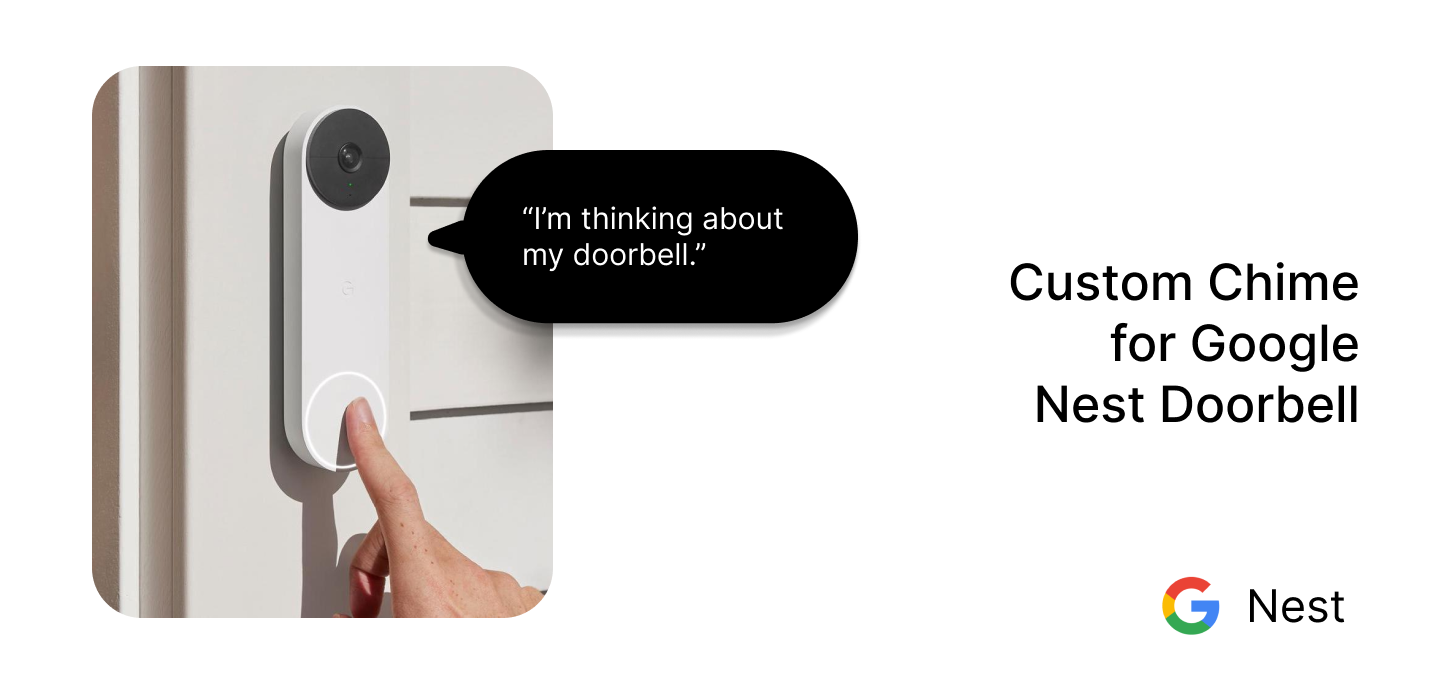 “I’m thinking about
my doorbell.”
Custom Chime
for Google
Nest Doorbell
G Nest